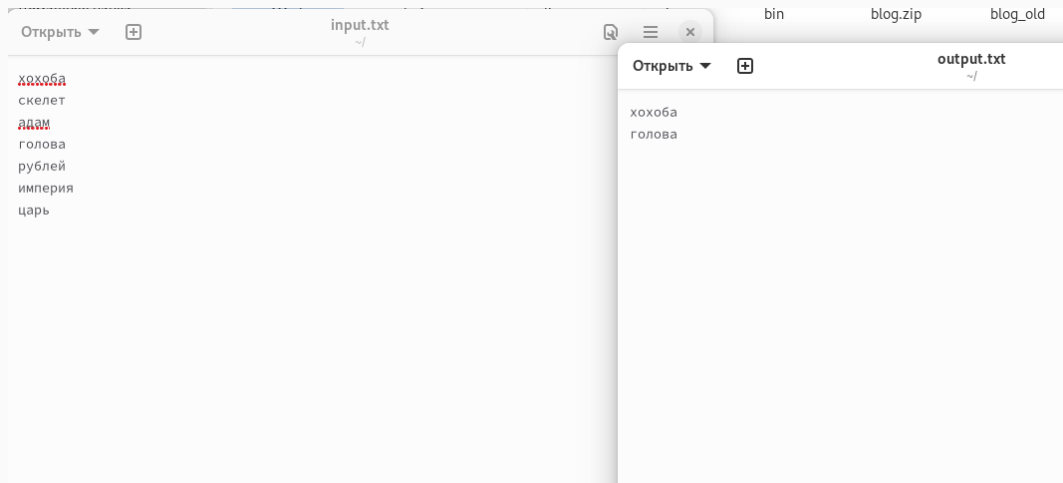 bin
blog.zip
blog_old
Открыть
input.txt
~/
хохоба
скелет
адам
голова
рублей
империя
царь
Открыть
output.txt
~/
хохоба
голова